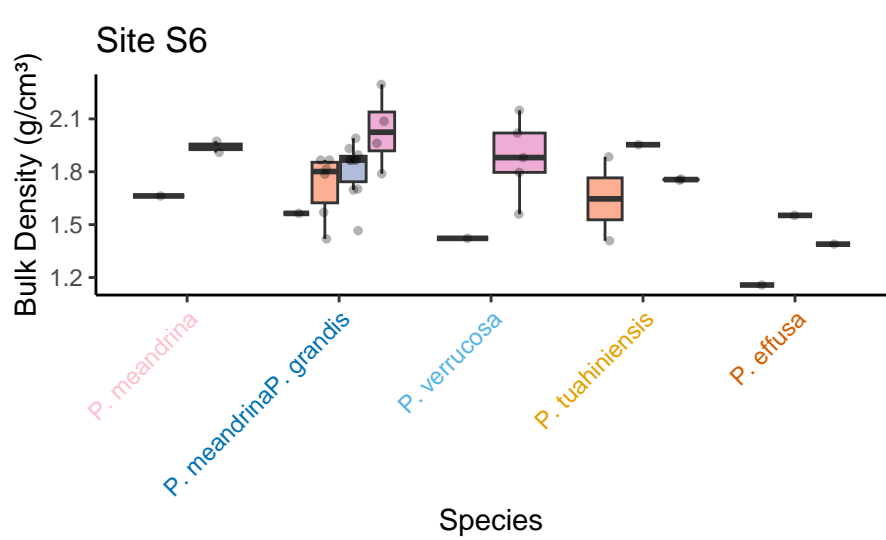 Site S6
Bulk Density (g/cm³)
2.1
1.8
1.5
1.2
P. meandrina
P. meandrinaP. grandis
P. verrucosa
P. tuahiniensis
P. effusa
Species